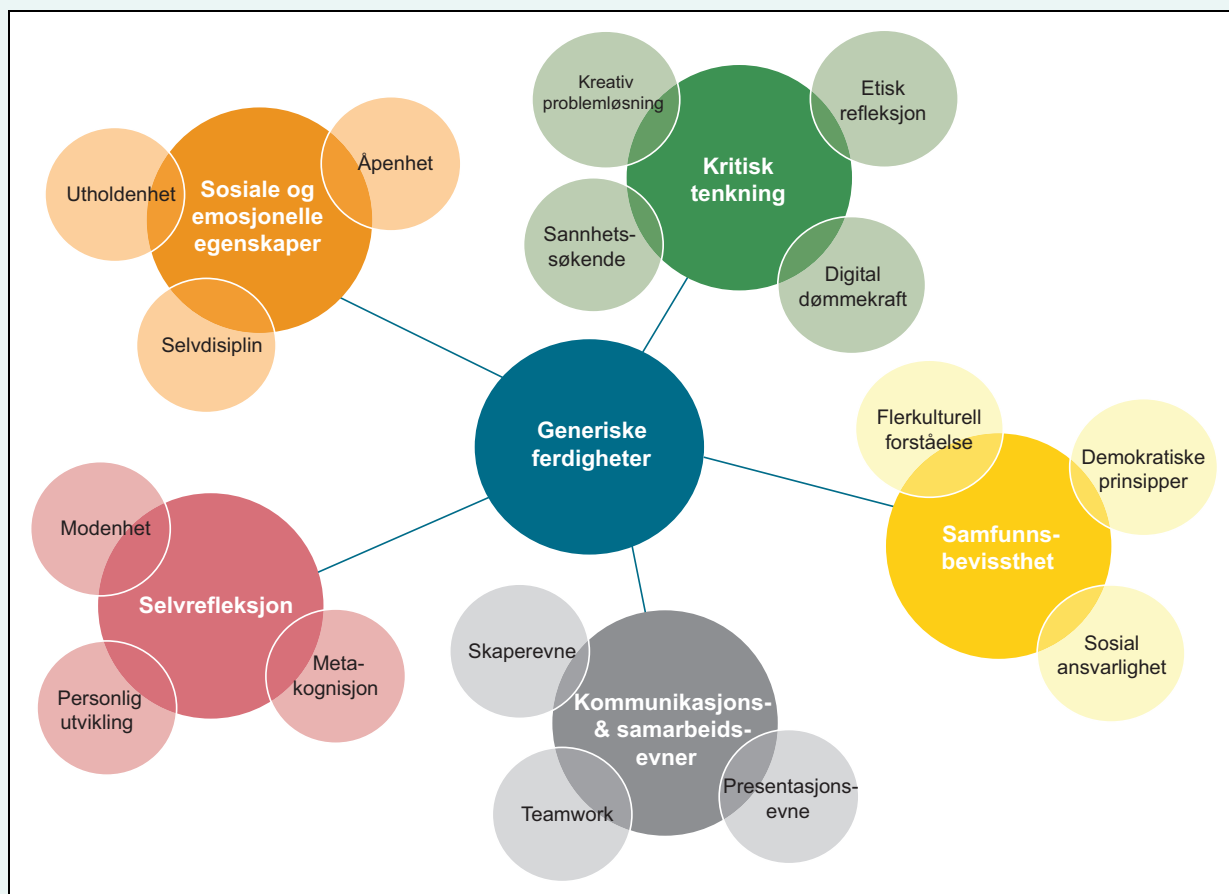 Kreativ
problemløsning
Etisk
refleksjon
Kritisk
tenkning
Sannhets-
søkende
Digital
dømmekraft
Utholdenhet
Åpenhet
Sosiale og
emosjonelle
egenskaper
Selvdisiplin
Generiske
ferdigheter
Flerkulturell
forståelse
Demokratiske
prinsipper
Samfunns-
bevissthet
Sosial
ansvarlighet
Modenhet
Selvrefleksjon
Personlig
utvikling
Meta-
kognisjon
Skaperevne
Kommunikasjons-
& samarbeids-
evner
Teamwork
Presentasjons-
evne